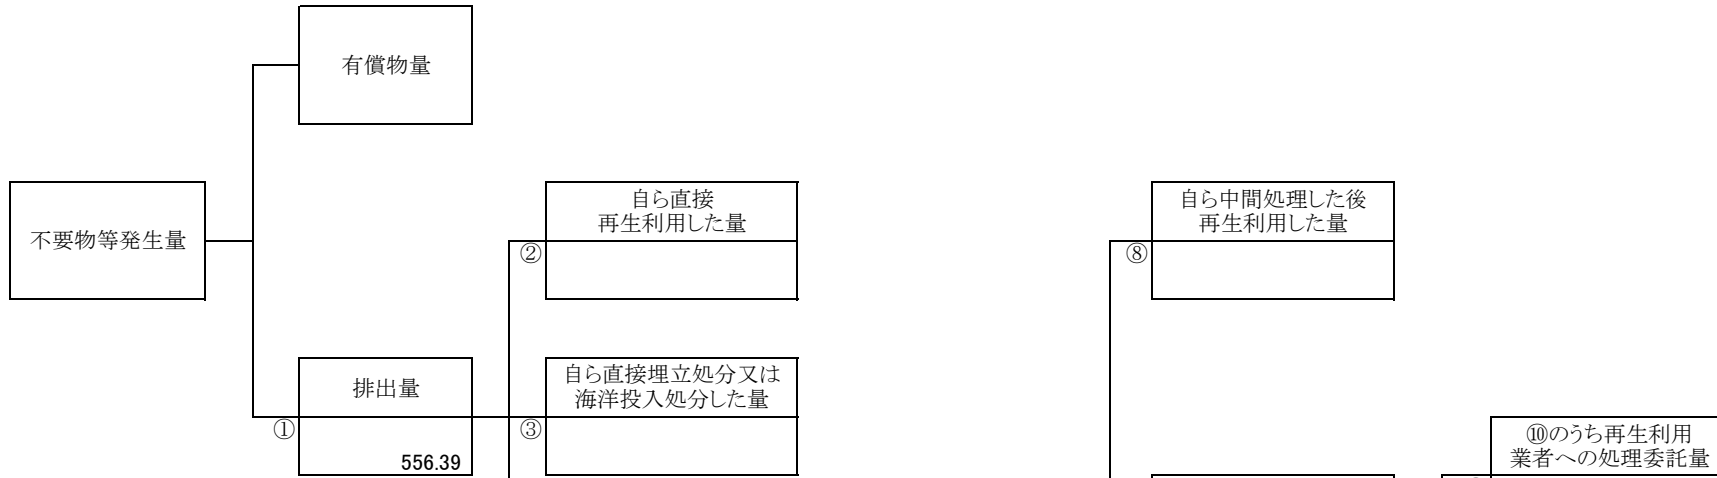 有償物量
不要物等発生量
自ら直接
再生利用した量
②
自ら中間処理した後
再生利用した量
⑧
排出量
①
556.39
自ら直接埋立処分又は
海洋投入処分した量
③
⑩のうち再生利用
業者への処理委託量